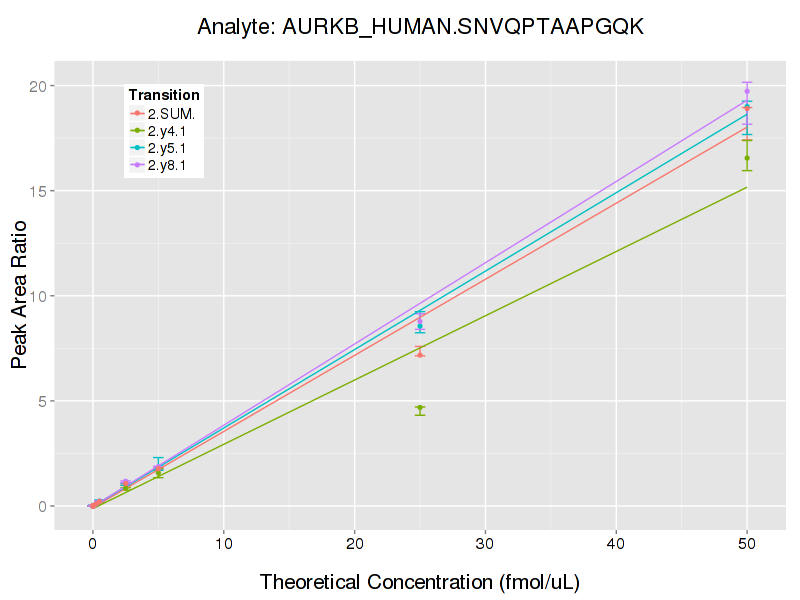 Analyte: AURKB_HUMAN.SNVQPTAAPGQK
Transition
2.SUM.
2.y4.1
2.y5.1
2.y8.1
20
15
10
5
0
Peak Area Ratio
0 10 20 30 40 50
Theoretical Concentration (fmol/uL)